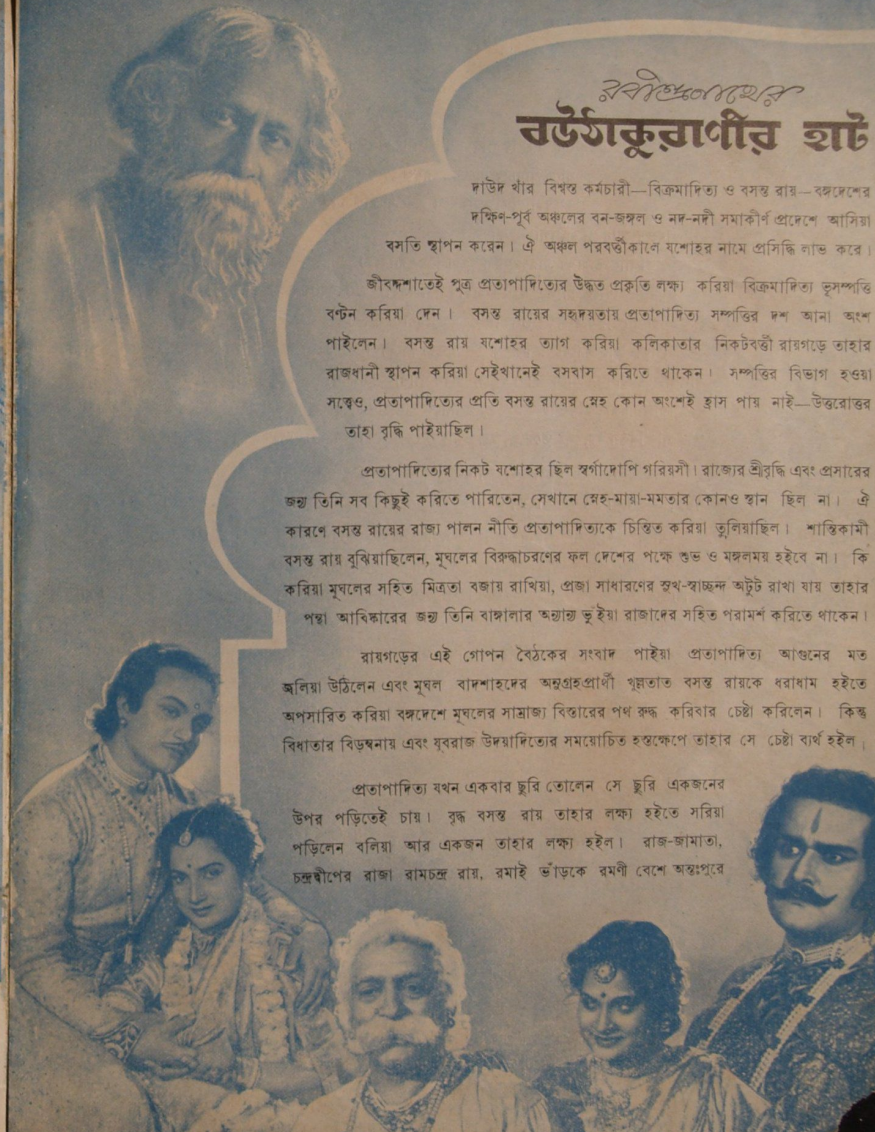 রবীন্দ্রনাথের
বউঠাকুরাণীর হাট
দাউদ খাঁর বিশ্বস্ত কর্মচারী—বিক্রমাদিত্য ও বসন্ত রায়—বঙ্গদেশের
দক্ষিণ-পূর্ব অঞ্চলের বন-জঙ্গল ও নদ-নদী সমাকীর্ণ প্রদেশে আসিয়া
বসতি স্থাপন করেন। ঐ অঞ্চল পরবর্ত্তীকালে যশোহর নামে প্রসিদ্ধি লাভ করে।
জীবদ্দশাতেই পুত্র প্রতাপাদিত্যের উদ্ধত প্রকৃতি লক্ষ্য করিয়া বিক্রমাদিত্য ভূসম্পত্তি
বণ্টন করিয়া দেন। বসন্ত রায়ের সহৃদয়তায় প্রতাপাদিত্য সম্পত্তির দশ আনা অংশ
পাইলেন। বসন্ত রায় যশোহর ত্যাগ করিয়া কলিকাতার নিকটবর্ত্তী রায়গড়ে তাহার
রাজধানী স্থাপন করিয়া সেইখানেই বসবাস করিতে থাকেন। সম্পত্তির বিভাগ হওয়া
সত্ত্বেও, প্রতাপাদিত্যের প্রতি বসন্ত রায়ের স্নেহ কোন অংশেই হ্রাস পায় নাই—উত্তরোত্তর
তাহা বৃদ্ধি পাইয়াছিল।
প্রতাপাদিত্যের নিকট যশোহর ছিল স্বর্গাদোপি গরিয়সী। রাজ্যের শ্রীবৃদ্ধি এবং প্রসারের
জন্য তিনি সব কিছুই করিতে পারিতেন, সেখানে স্নেহ-মায়া-মমতার কোনও স্থান ছিল না। ঐ
কারণে বসন্ত রায়ের রাজ্য পালন নীতি প্রতাপাদিত্যকে চিন্তিত করিয়া তুলিয়াছিল। শান্তিকামী
বসন্ত রায় বুঝিয়াছিলেন, মুঘলের বিরুদ্ধাচরণের ফল দেশের পক্ষে শুভ ও মঙ্গলময় হইবে না। কি
করিয়া মুঘলের সহিত মিত্রতা বজায় রাখিয়া, প্রজা সাধারণের সুখ-স্বাচ্ছন্দ অটুট রাখা যায় তাহার
পন্থা আবিষ্কারের জন্য তিনি বাঙ্গালার অন্যান্য ভুঁইয়া রাজাদের সহিত পরামর্শ করিতে থাকেন।
রায়গড়ের এই গোপন বৈঠকের সংবাদ পাইয়া প্রতাপাদিত্য আগুনের মত
জ্বলিয়া উঠিলেন এবং মুঘল বাদশাহদের অনুগ্রহপ্রার্থী খুল্লতাত বসন্ত রায়কে ধরাধাম হইতে
অপসারিত করিয়া বঙ্গদেশে মুঘলের সাম্রাজ্য বিস্তারের পথ রুদ্ধ করিবার চেষ্টা করিলেন। কিন্তু
বিধাতার বিড়ম্বনায় এবং যুবরাজ উদয়াদিত্যের সময়োচিত হস্তক্ষেপে তাহার সে চেষ্টা ব্যর্থ হইল।
প্রতাপাদিত্য যখন একবার ছুরি তোলেন সে ছুরি একজনের
উপর পড়িতেই চায়। বৃদ্ধ বসন্ত রায় তাহার লক্ষ্য হইতে সরিয়া
পড়িলেন বলিয়া আর একজন তাহার লক্ষ্য হইল। রাজ-জামাতা,
চন্দ্রদ্বীপের রাজা রামচন্দ্র রায়, রমাই ভাঁড়কে রমণী বেশে অন্তঃপুরে